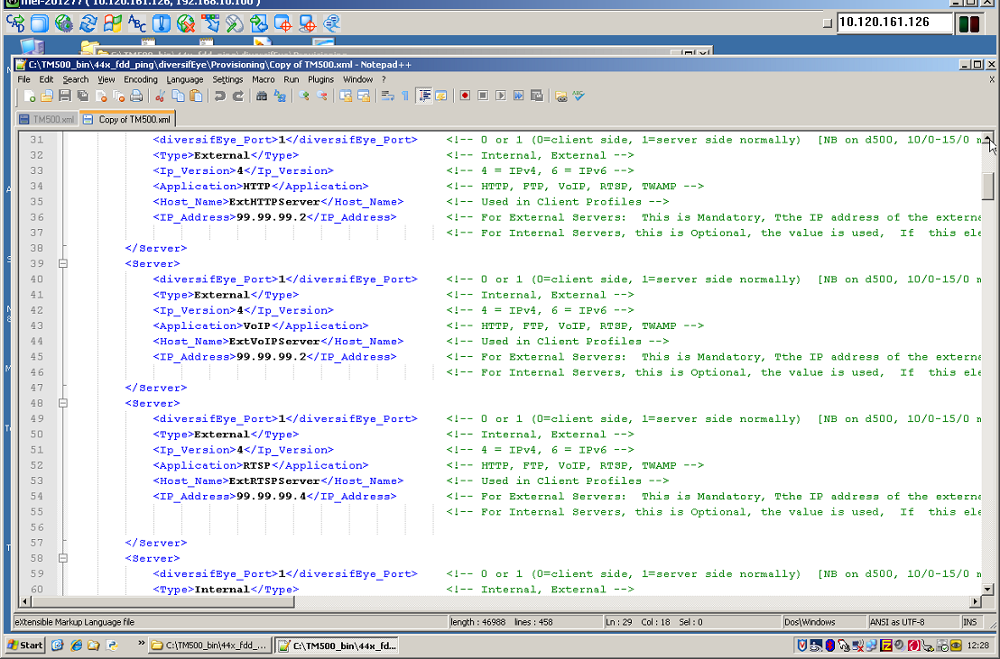 mei-201277 ( 10.120.161.126, 192.168.10.100 )
10.120.161.126
C:\TM500_bin\44x_fdd_ping\diversifEye\Provisioning\Copy of TM500.xml - Notepad++
File Edit Search View Encoding Language Settings Macro Run Plugins Window ? X
TM500.xml Copy of TM500.xml
31 <diversifEye_Port>1</diversifEye_Port> <!-- 0 or 1 (0=client side, 1=server side normally) [NB on d500, 10/0-15/0 m
32 <Type>External</Type> <!-- Internal, External -->
33 <Ip_Version>4</Ip_Version> <!-- 4 = IPv4, 6 = IPv6 -->
34 <Application>HTTP</Application> <!-- HTTP, FTP, VoIP, RTSP, TWAMP -->
35 <Host_Name>ExtHTTPServer</Host_Name> <!-- Used in Client Profiles -->
36 <IP_Address>99.99.99.2</IP_Address> <!-- For External Servers: This is Mandatory, Tthe IP address of the externa
37 <!-- For Internal Servers, this is Optional, the value is used, If this ele
38 </Server>
39 <Server>
40 <diversifEye_Port>1</diversifEye_Port> <!-- 0 or 1 (0=client side, 1=server side normally) [NB on d500, 10/0-15/0 m
41 <Type>External</Type> <!-- Internal, External -->
42 <Ip_Version>4</Ip_Version> <!-- 4 = IPv4, 6 = IPv6 -->
43 <Application>VoIP</Application> <!-- HTTP, FTP, VoIP, RTSP, TWAMP -->
44 <Host_Name>ExtVoIPServer</Host_Name> <!-- Used in Client Profiles -->
45 <IP_Address>99.99.99.2</IP_Address> <!-- For External Servers: This is Mandatory, Tthe IP address of the externa
46 <!-- For Internal Servers, this is Optional, the value is used, If this ele
47 </Server>
48 <Server>
49 <diversifEye_Port>1</diversifEye_Port> <!-- 0 or 1 (0=client side, 1=server side normally) [NB on d500, 10/0-15/0 m
50 <Type>External</Type> <!-- Internal, External -->
51 <Ip_Version>4</Ip_Version> <!-- 4 = IPv4, 6 = IPv6 -->
52 <Application>RTSP</Application> <!-- HTTP, FTP, VoIP, RTSP, TWAMP -->
53 <Host_Name>ExtRTSPServer</Host_Name> <!-- Used in Client Profiles -->
54 <IP_Address>99.99.99.4</IP_Address> <!-- For External Servers: This is Mandatory, Tthe IP address of the externa
55 <!-- For Internal Servers, this is Optional, the value is used, If this ele
56
57 </Server>
58 <Server>
59 <diversifEye_Port>1</diversifEye_Port> <!-- 0 or 1 (0=client side, 1=server side normally) [NB on d500, 10/0-15/0 m
60 <Type>Internal</Type> <!-- Internal, External -->
eXtensible Markup Language file length : 46988 lines : 458 Ln : 29 Col : 18 Sel : 0 Dos\Windows ANSI as UTF-8 INS
Start C:\TM500_bin\44x_fdd_... C:\TM500_bin\44x_fd... 12:28